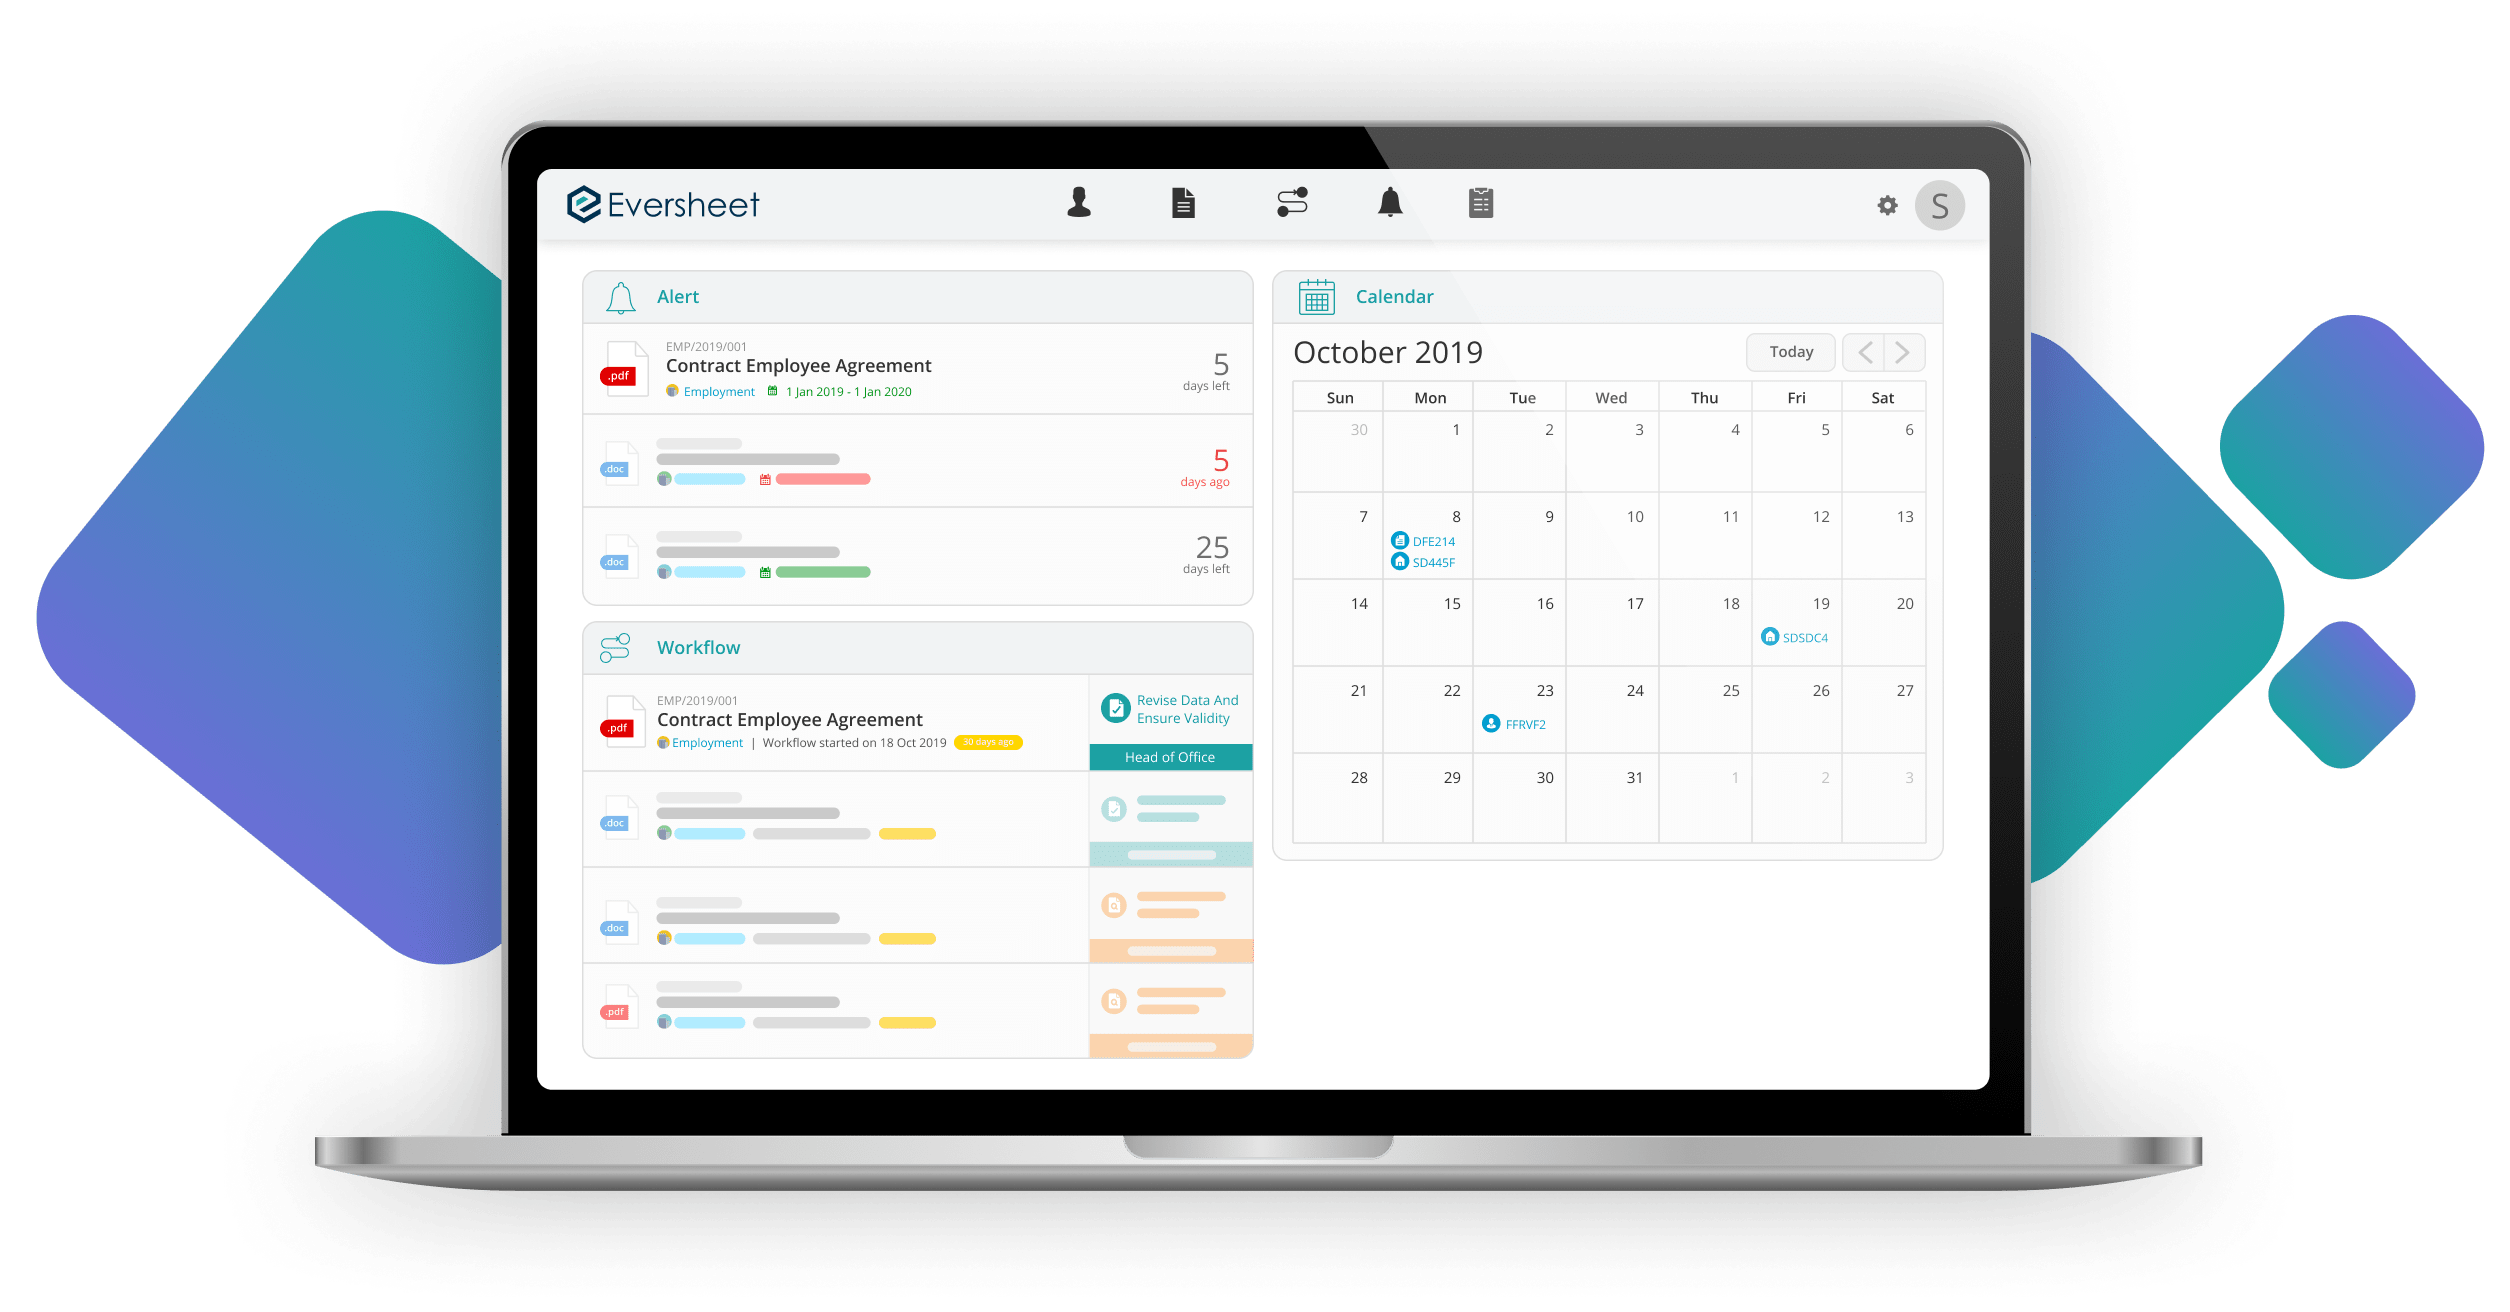 Eversheet
S
Alert
EMP/2019/001
.pdf
Contract Employee Agreement
Employment
1 Jan 2019 - 1 Jan 2020
5
days left
.doc
5
days ago
.doc
25
days left
Workflow
EMP/2019/001
.pdf
Contract Employee Agreement
Employment | Workflow started on 18 Oct 2019 30 days ago
Revise Data And
Ensure Validity
Head of Office
.doc
.doc
.pdf
Calendar
October 2019
Today
Sun Mon Tue Wed Thu Fri Sat
30 1 2 3 4 5 6
7 8 9 10 11 12 13
DFE214
SD445F
14 15 16 17 18 19 20
SDSDC4
21 22 23 24 25 26 27
FFRVF2
28 29 30 31 1 2 3